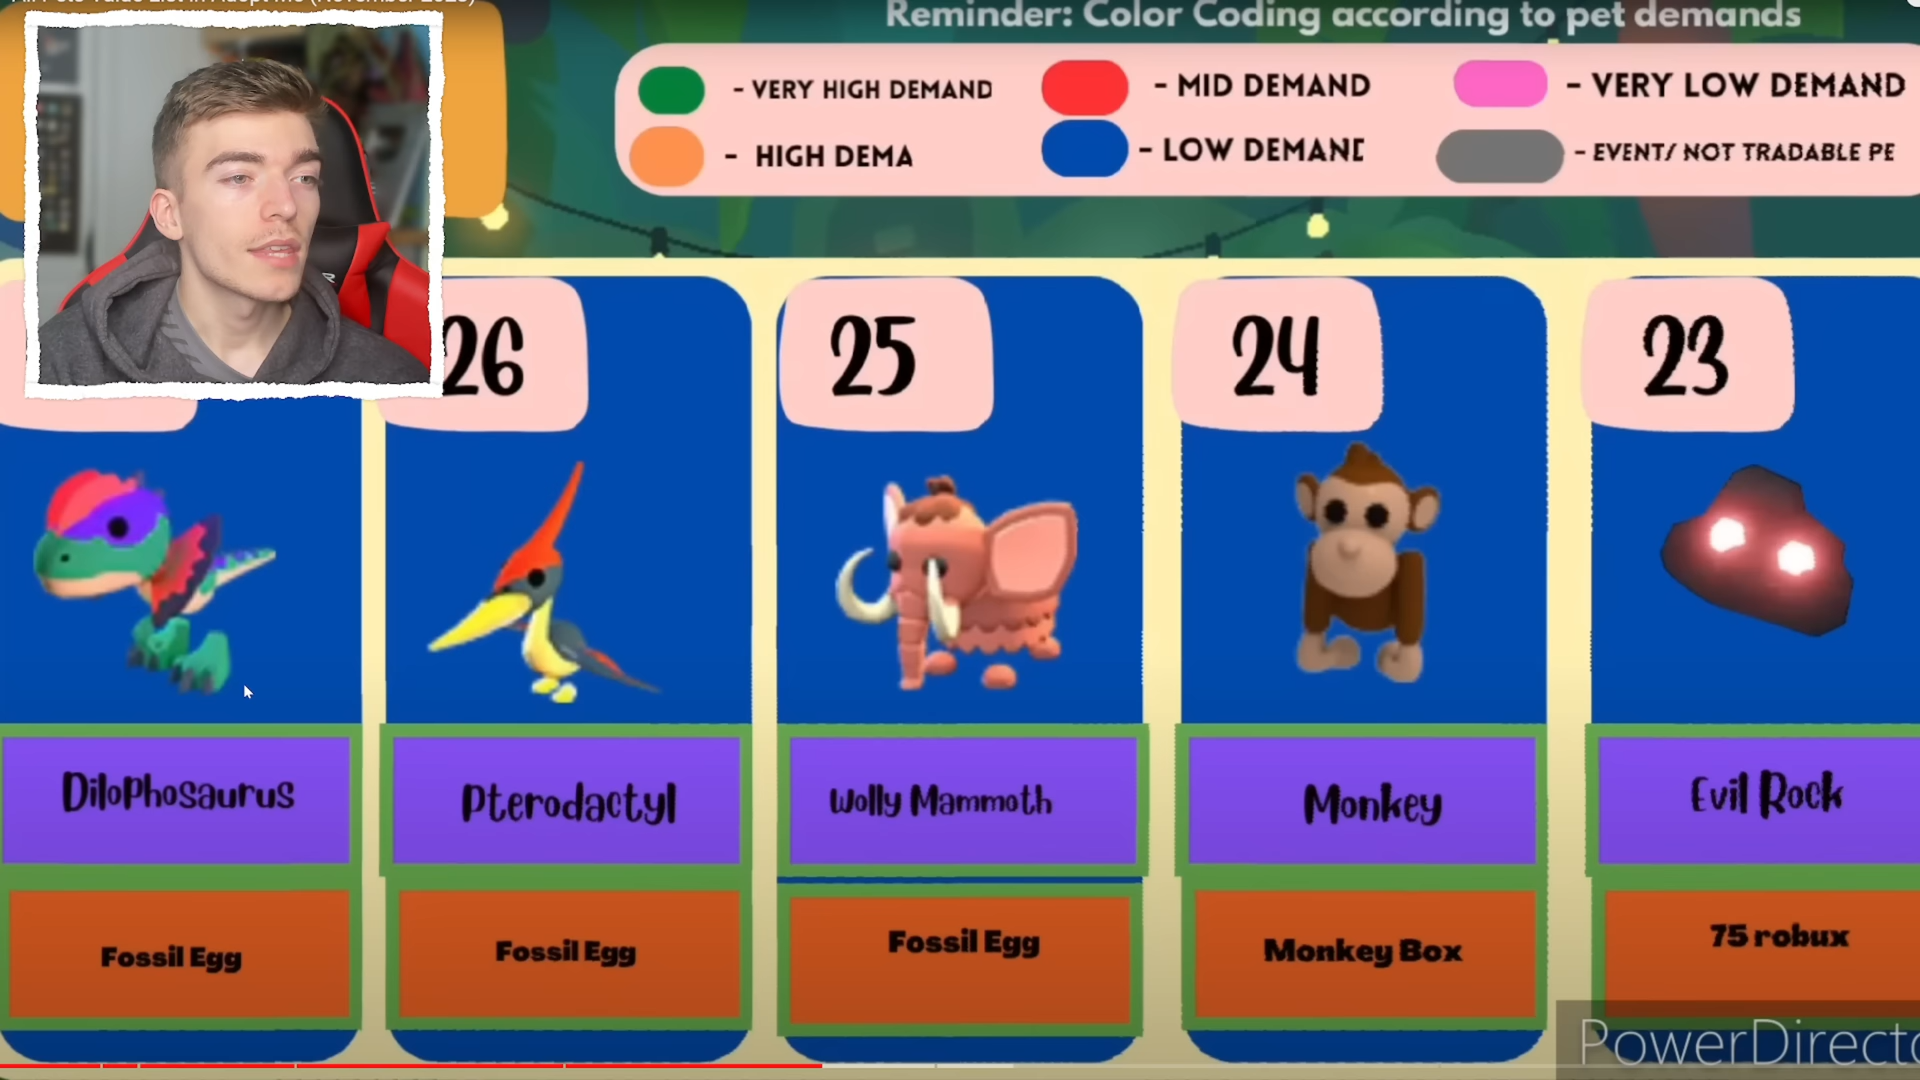 Reminder: Color Coding according to pet demands
- VERY HIGH DEMAND
- MID DEMAND
- VERY LOW DEMAND
- HIGH DEMA
- LOW DEMAND
- EVENT/ NOT TRADABLE PE
26
25
24
23
Dilophosaurus
Pterodactyl
Wolly Mammoth
Monkey
Evil Rock
Fossil Egg
Fossil Egg
Fossil Egg
Monkey Box
75 robux
PowerDirecto